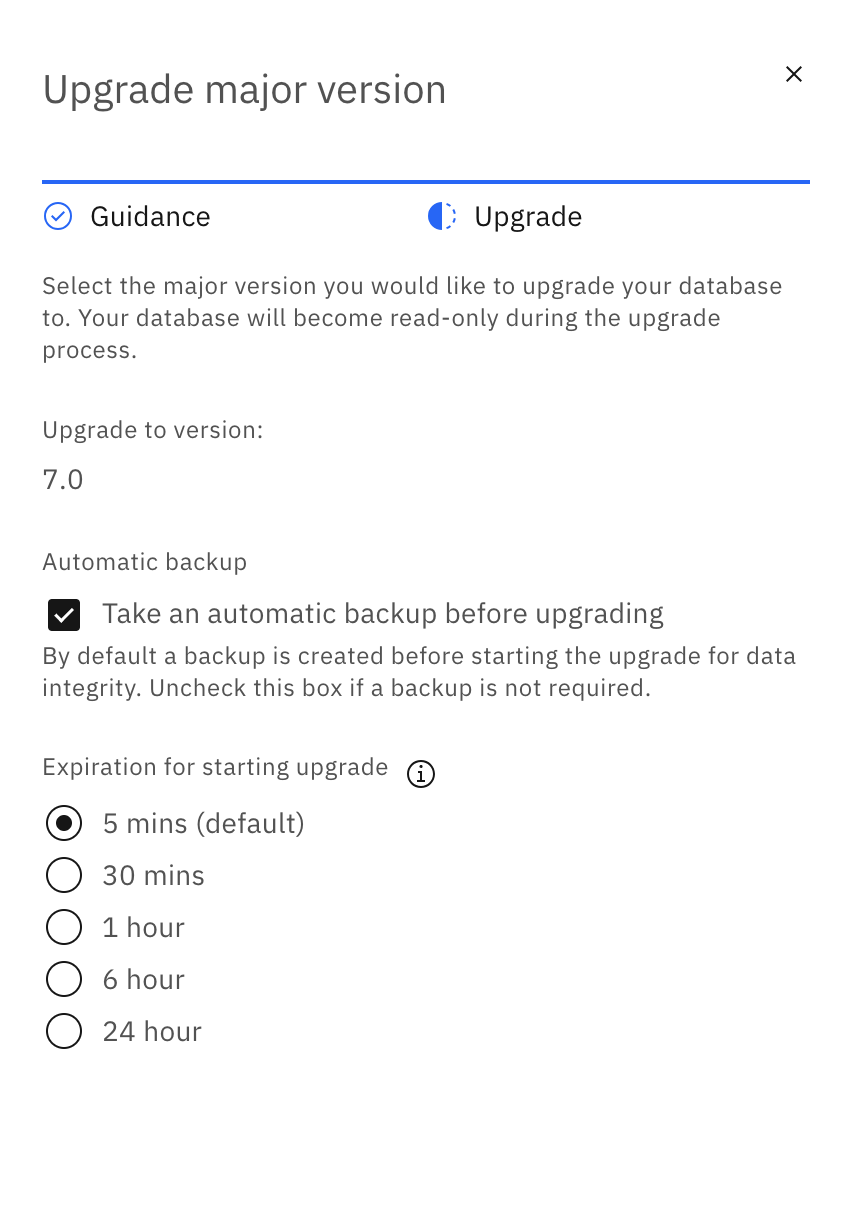 Upgrade major version
Guidance
Upgrade
Select the major version you would like to upgrade your database
to. Your database will become read-only during the upgrade
process.
Upgrade to version:
7.0
Automatic backup
Take an automatic backup before upgrading
By default a backup is created before starting the upgrade for data
integrity. Uncheck this box if a backup is not required.
Expiration for starting upgrade
5 mins (default)
30 mins
1 hour
6 hour
24 hour